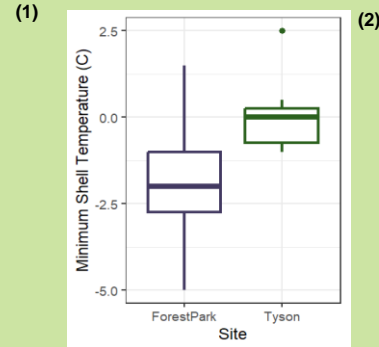 (1)
(2)
Minimum Shell Temperature (C)
2.5
0.0
-2.5
-5.0
ForestPark Tyson
Site